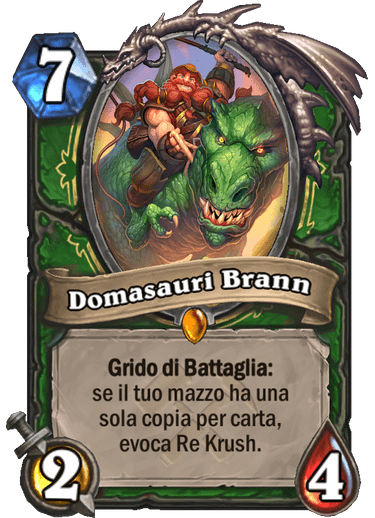 7
Domasauri Brann
Grido di Battaglia:
se il tuo mazzo ha una
sola copia per carta,
evoca Re Krush.
2
4